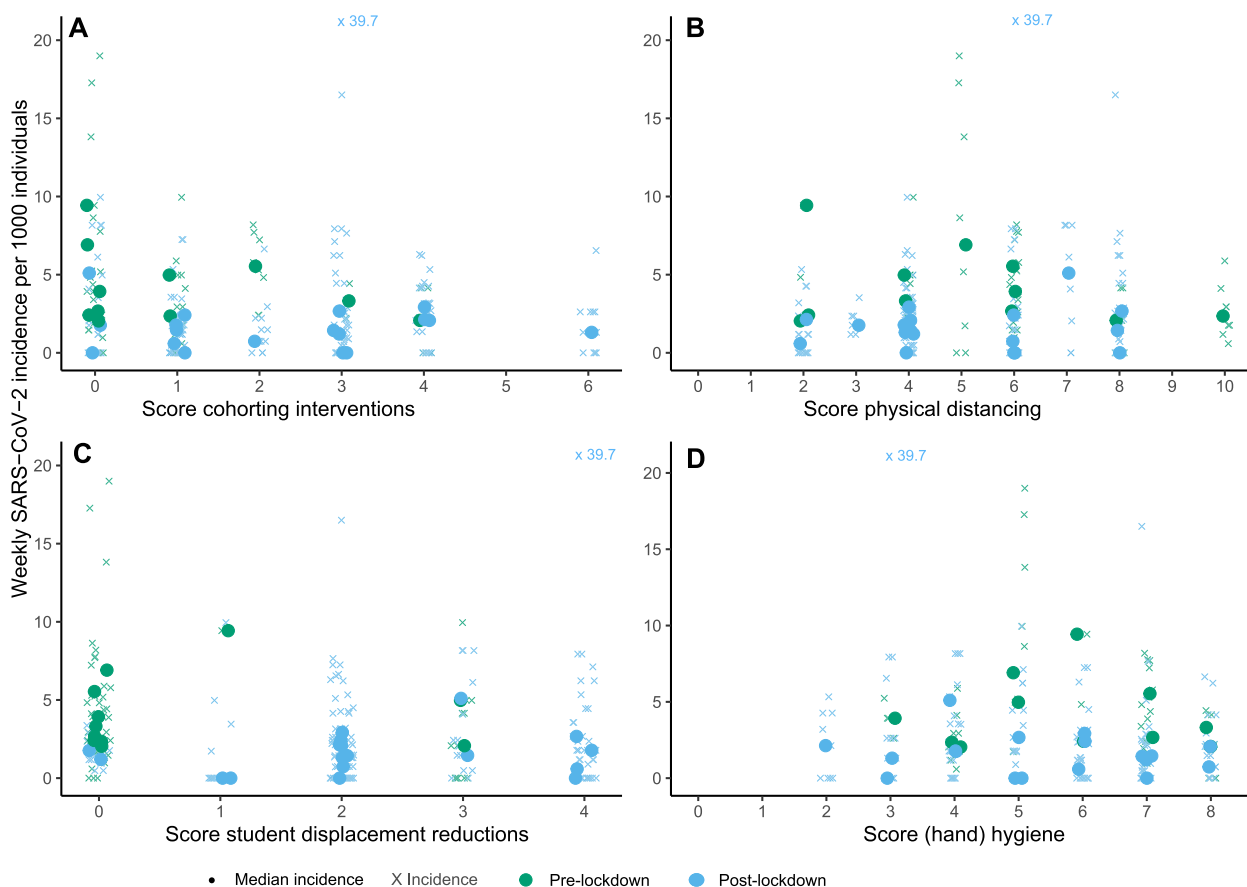 A
x 39.7
B
x 39.7
20
15
10
5
0
20
15
10
5
0
0 1 2 3 4 5 6
0 1 2 3 4 5 6 7 8 9 10
Score cohorting interventions
Score physical distancing
Weekly SARS−CoV−2 incidence per 1000 individuals
C
x 39.7
D
x 39.7
20
15
10
5
0
20
15
10
5
0
0 1 2 3 4
0 1 2 3 4 5 6 7 8
Score student displacement reductions
Score (hand) hygiene
Median incidence X Incidence Pre-lockdown Post-lockdown